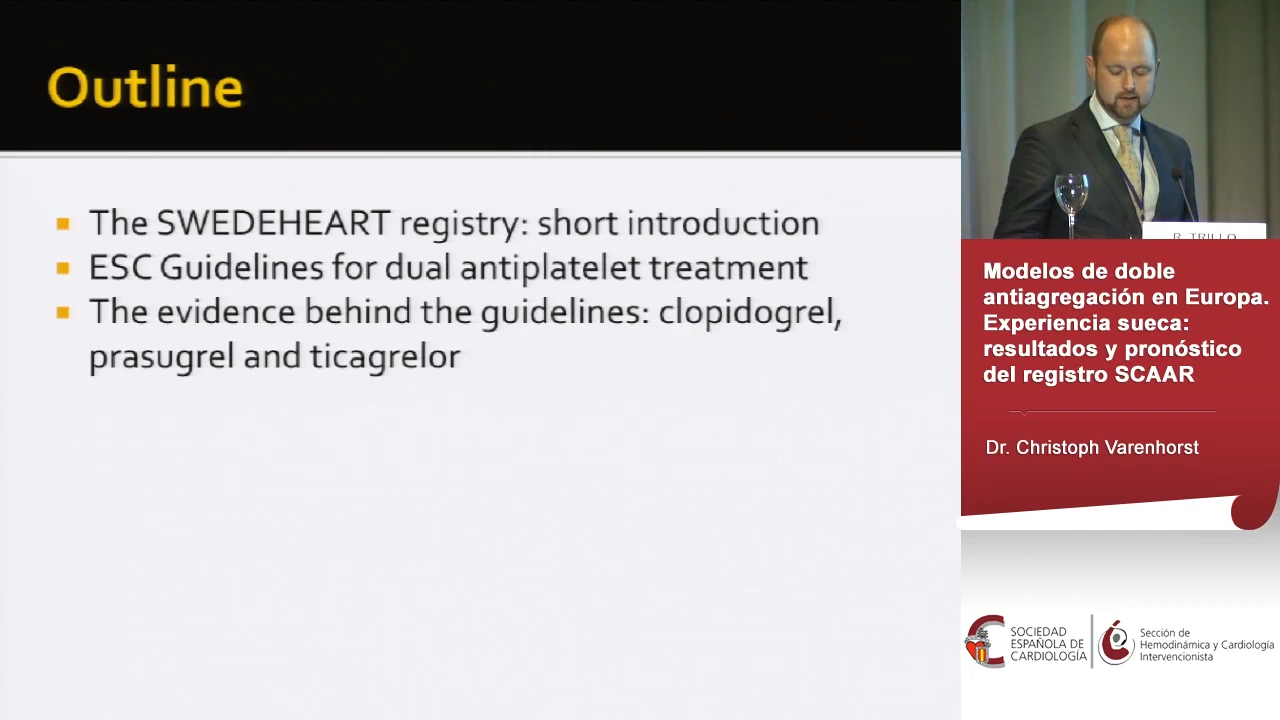 Outline
The SWEDEHEART registry: short introduction
ESC Guidelines for dual antiplatelet treatment
The evidence behind the guidelines: clopidogrel,
prasugrel and ticagrelor
R. TRILLO
Modelos de doble
antiagregación en Europa.
Experiencia sueca:
resultados y pronóstico
del registro SCAAR
Dr. Christoph Varenhorst
SOCIEDAD
ESPAÑOLA DE
CARDIOLOGÍA
Sección de
Hemodinámica y Cardiología
Intervencionista